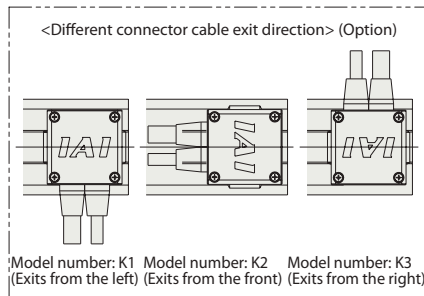 <Different connector cable exit direction> (Option)
IAI
IAI
IAI
Model number: K1
(Exits from the left)
Model number: K2
(Exits from the front)
Model number: K3
(Exits from the right)